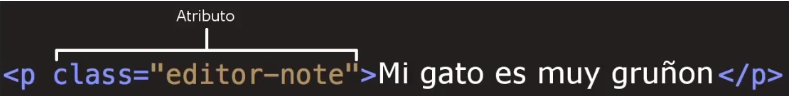 Atributo
<p class="editor-note">Mi gato es muy gruñon</p>